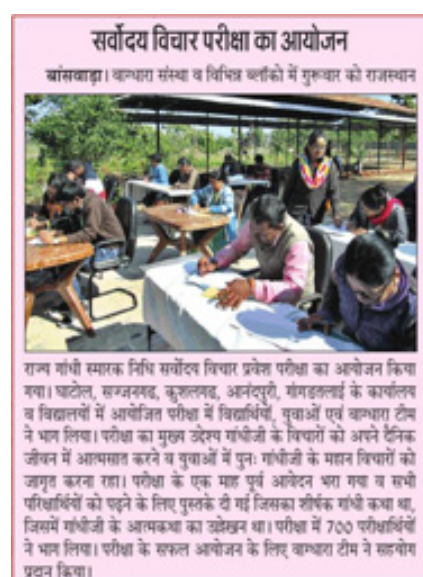 सर्वोदय विचार परीक्षा का आयोजन
बांसवाड़ा। वाग्धारा संस्था व विभिन्न ब्लॉको में गुरूवार को राजस्थान
राज्य गांधी स्मारक निधि सर्वोदय विचार प्रवेश परीक्षा का आयोजन किया
गया। घाटोल, सज्जनगढ, कुशलगढ, आनंदपुरी, गांगडतलाई के कार्यालय
व विद्यालयों में आयोजित परीक्षा में विद्यार्थियों, युवाओं एवं वाग्धारा टीम
ने भाग लिया। परीक्षा का मुख्य उदेश्य गांधीजी के विचारों को अपने दैनिक
जीवन में आत्मसात करने व युवाओं में पुनः गांधीजी के महान विचारों को
जागृत करना रहा। परीक्षा के एक माह पूर्व आवेदन भरा गया व सभी
परिक्षार्थियों को पढ़ने के लिए पुस्तके दी गई जिसका शीर्षक गांधी कथा था,
जिसमें गांधीजी के आत्मकथा का उल्लेखन था। परीक्षा में 700 परीक्षार्थियों
ने भाग लिया। परीक्षा के सफल आयोजन के लिए वाग्धारा टीम ने सहयोग
प्रदान किया।